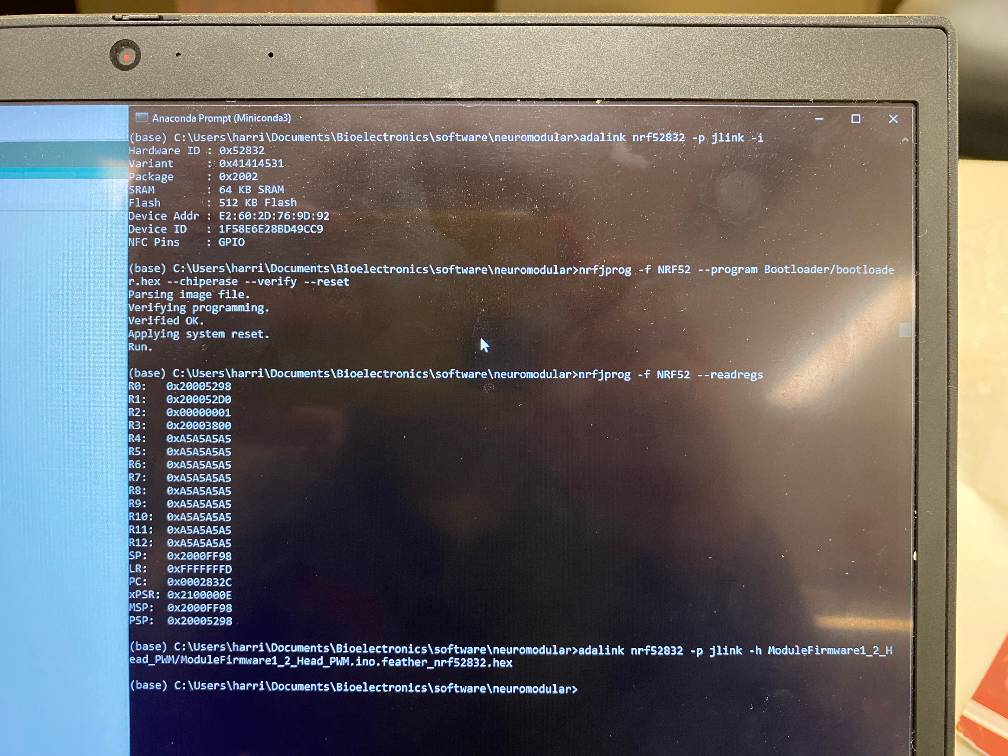 Anaconda Prompt (Miniconda3)
(base) C:\Users\harri\Documents\Bioelectronics\software\neuromodular>adalink nrf52832 -p jlink -i
Hardware ID : 0x52832
Variant : 0x41414531
Package : 0x2002
SRAM : 64 KB SRAM
Flash : 512 KB Flash
Device Addr : E2:60:2D:76:9D:92
Device ID : 1F58E6E28BD49CC9
NFC Pins : GPIO
(base) C:\Users\harri\Documents\Bioelectronics\software\neuromodular>nrfjprog -f NRF52 --program Bootloader/bootloade
r.hex --chiperase --verify --reset
Parsing image file.
Verifying programming.
Verified OK.
Applying system reset.
Run.
(base) C:\Users\harri\Documents\Bioelectronics\software\neuromodular>nrfjprog -f NRF52 --readregs
R0: 0x20005298
R1: 0x200052D0
R2: 0x00000001
R3: 0x20003800
R4: 0xA5A5A5A5
R5: 0xA5A5A5A5
R6: 0xA5A5A5A5
R7: 0xA5A5A5A5
R8: 0xA5A5A5A5
R9: 0xA5A5A5A5
R10: 0xA5A5A5A5
R11: 0xA5A5A5A5
R12: 0xA5A5A5A5
SP: 0x2000FF98
LR: 0xFFFFFFFD
PC: 0x0002832C
xPSR: 0x2100000E
MSP: 0x2000FF98
PSP: 0x20005298
(base) C:\Users\harri\Documents\Bioelectronics\software\neuromodular>adalink nrf52832 -p jlink -h ModuleFirmware1_2_H
ead_PWM/ModuleFirmware1_2_Head_PWM.ino.feather_nrf52832.hex
(base) C:\Users\harri\Documents\Bioelectronics\software\neuromodular>